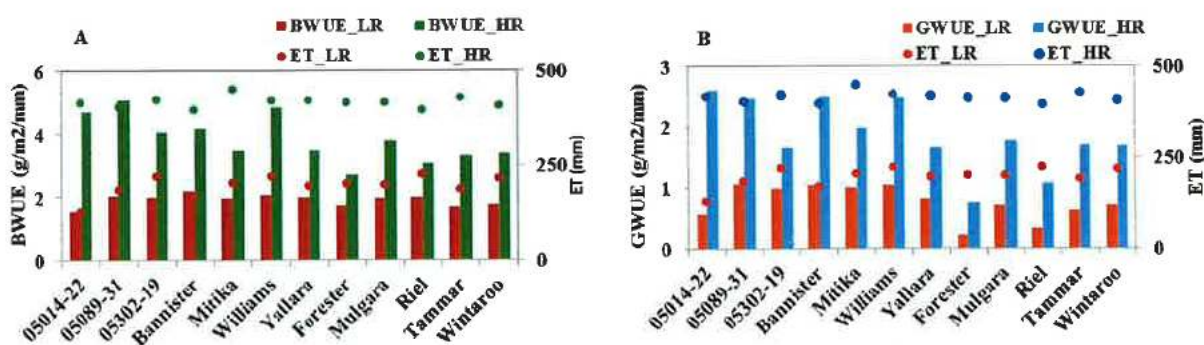 A
BWUE_LR
BWUE_HR
ET_LR
ET_HR
BWUE (g/m2/mm)
6
4
2
0
500
250
0
ET (mm)
05014-22
05089-31
05302-19
Bannister
Mitika
Williams
Yallara
Forester
Mulgara
Riel
Tammar
Wintaroo
B
GWUE_LR
GWUE_HR
ET_LR
ET_HR
GWUE (g/m2/mm)
3
2
1
0
500
250
0
ET (mm)
05014-22
05089-31
05302-19
Bannister
Mitika
Williams
Yallara
Forester
Mulgara
Riel
Tammar
Wintaroo